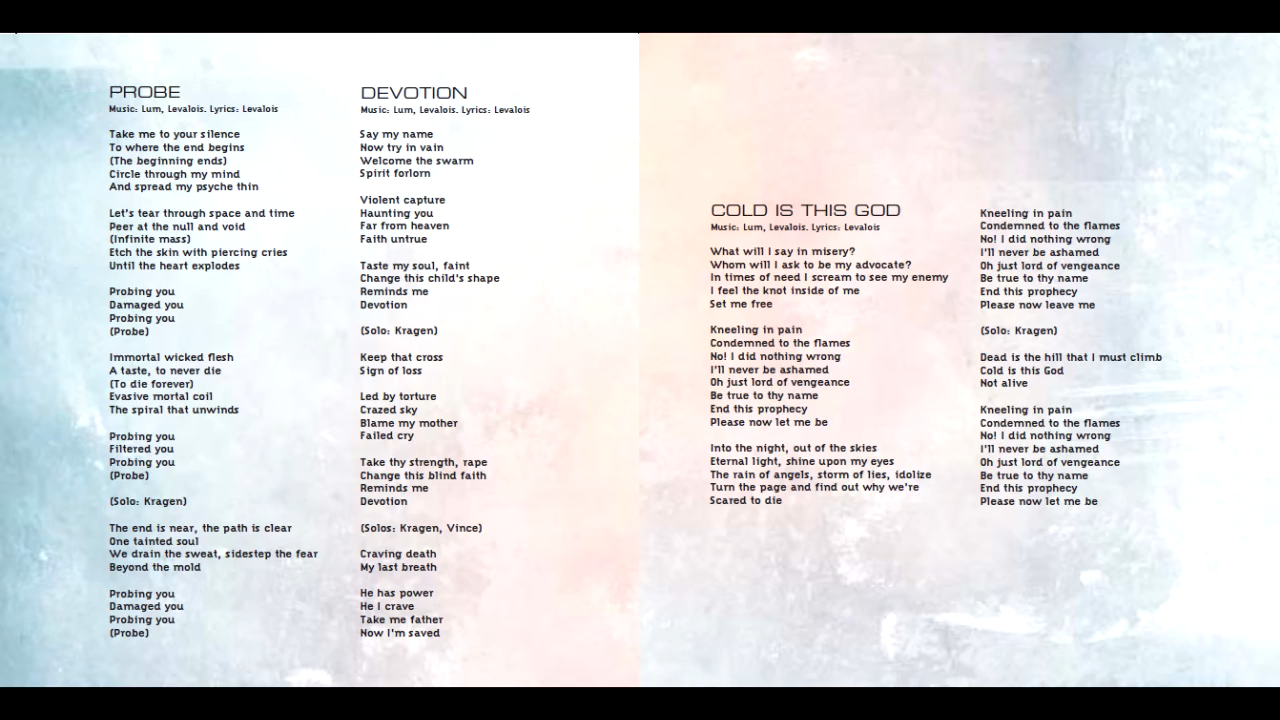 PROBE
Music: Lum, Levalois. Lyrics: Levalois
Take me to your silence
To where the end begins
(The beginning ends)
Circle through my mind
And spread my psyche thin
Let's tear through space and time
Peer at the null and void
(Infinite mass)
Etch the skin with piercing cries
Until the heart explodes
Probing you
Damaged you
Probing you
(Probe)
Immortal wicked flesh
A taste, to never die
(To die forever)
Evasive mortal coil
The spiral that unwinds
Probing you
Filtered you
Probing you
(Probe)
(Solo: Kragen)
The end is near, the path is clear
One tainted soul
We drain the sweat, sidestep the fear
Beyond the mold
Probing you
Damaged you
Probing you
(Probe)
DEVOTION
Music: Lum, Levalois. Lyrics: Levalois
Say my name
Now try in vain
Welcome the swarm
Spirit forlorn
Violent capture
Haunting you
Far from heaven
Faith untrue
Taste my soul, faint
Change this child's shape
Reminds me
Devotion
(Solo: Kragen)
Keep that cross
Sign of loss
Led by torture
Crazed sky
Blame my mother
Failed cry
Take thy strength, rape
Change this blind faith
Reminds me
Devotion
(Solos: Kragen, Vince)
Craving death
My last breath
He has power
He I crave
Take me father
Now I'm saved
COLD IS THIS GOD
Music: Lum, Levalois. Lyrics: Levalois
What will I say in misery?
Whom will I ask to be my advocate?
In times of need I scream to see my enemy
I feel the knot inside of me
Set me free
Kneeling in pain
Condemned to the flames
No! I did nothing wrong
I'll never be ashamed
Oh just lord of vengeance
Be true to thy name
End this prophecy
Please now let me be
Into the night, out of the skies
Eternal light, shine upon my eyes
The rain of angels, storm of lies, idolize
Turn the page and find out why we're
Scared to die
Kneeling in pain
Condemned to the flames
No! I did nothing wrong
I'll never be ashamed
Oh just lord of vengeance
Be true to thy name
End this prophecy
Please now leave me
(Solo: Kragen)
Dead is the hill that I must climb
Cold is this God
Not alive
Kneeling in pain
Condemned to the flames
No! I did nothing wrong
I'll never be ashamed
Oh just lord of vengeance
Be true to thy name
End this prophecy
Please now let me be